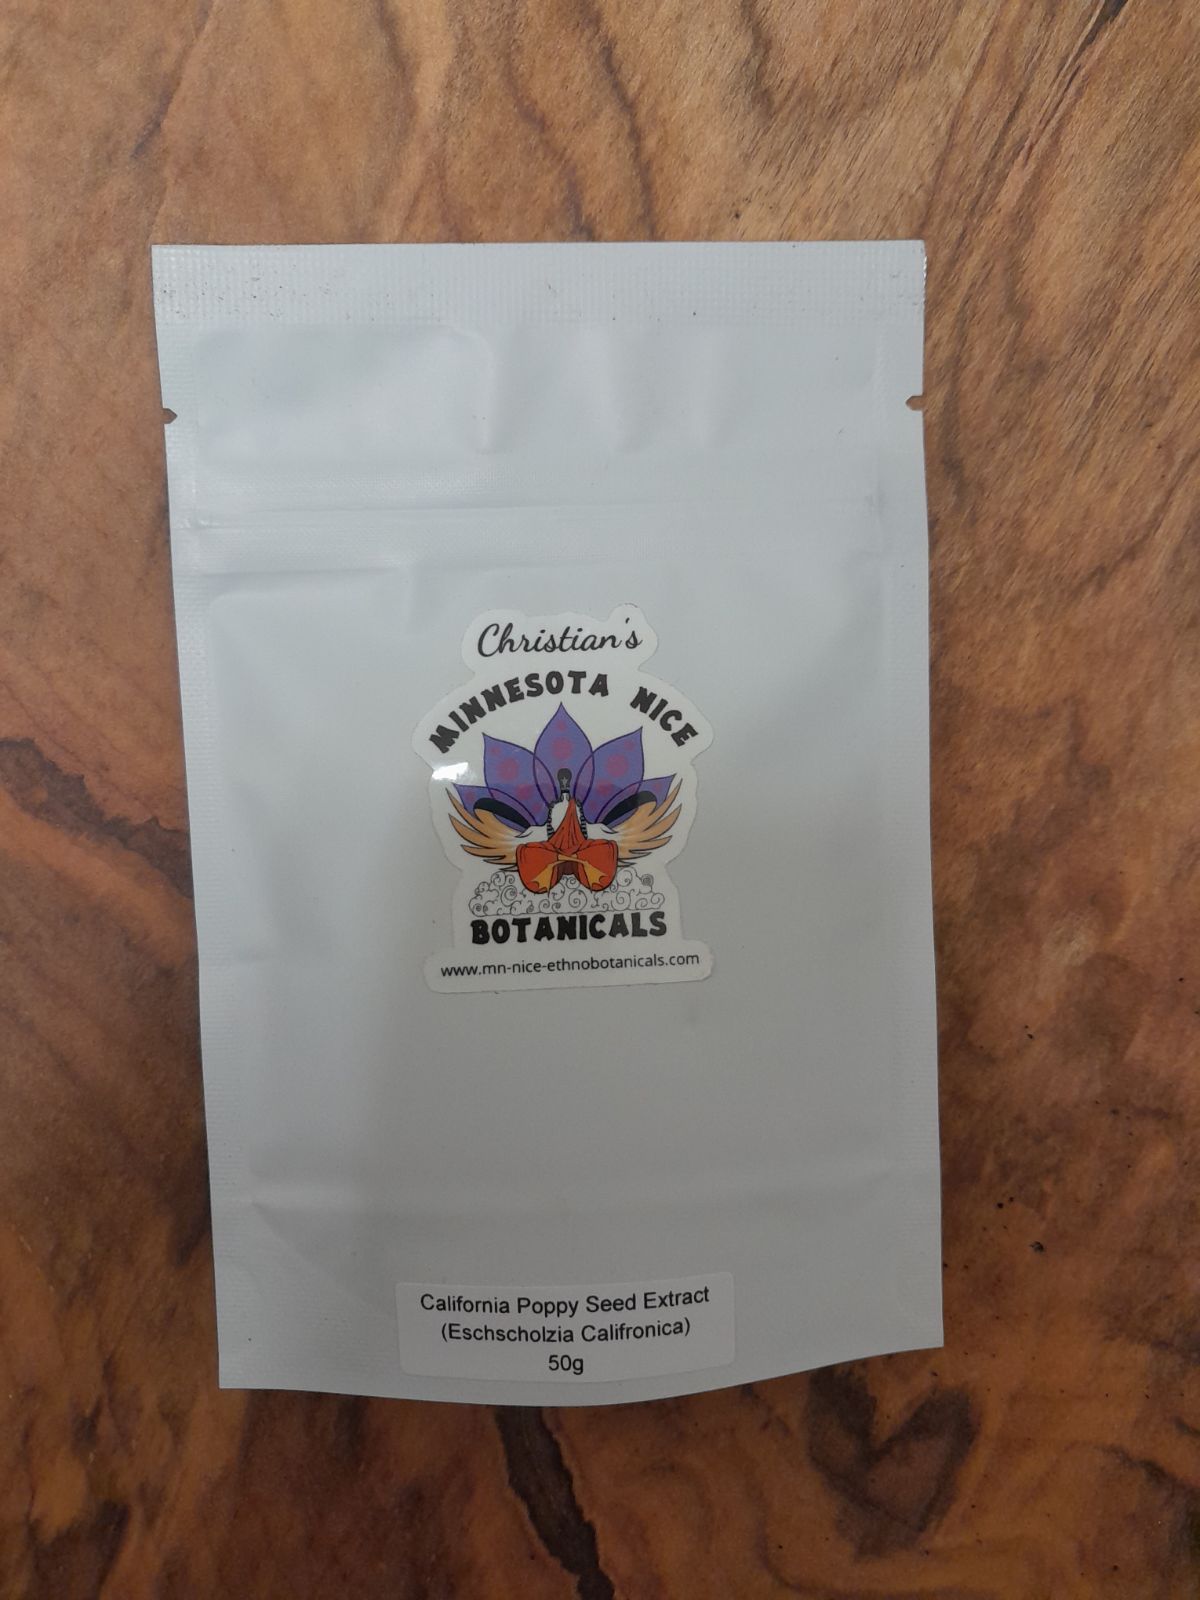 Christian's
MINNESOTA NICE
BOTANICALS
www.mn-nice-ethnobotanicals.com
California Poppy Seed Extract
(Eschscholzia Califronica)
50g